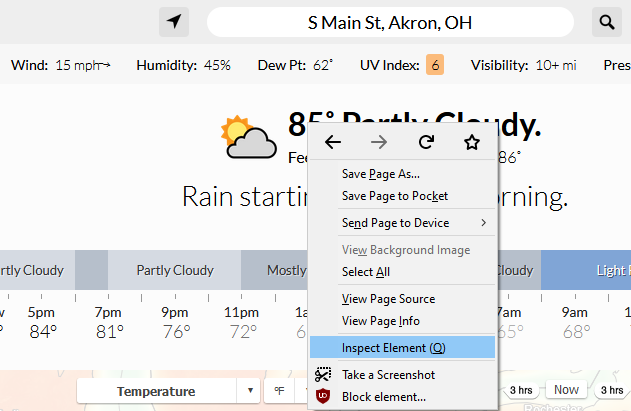 S Main St, Akron, OH
Wind: 15 mph Humidity: 45% Dew Pt: 62° UV Index: 6 Visibility: 10+ mi Pres
85° Partly Cloudy.
Fee 86°
Rain starting orning.
Save Page As...
Save Page to Pocket
Send Page to Device
View Background Image
Select All
View Page Source
View Page Info
Inspect Element (Q)
Take a Screenshot
Block element...
rtly Cloudy Partly Cloudy Mostly Cloudy Light
5pm 7pm 9pm 11pm 1a 7am 9am 11am
84° 81° 76° 72° 6 65° 68°
Temperature °F 3 hrs Now 3 hrs
Rochester